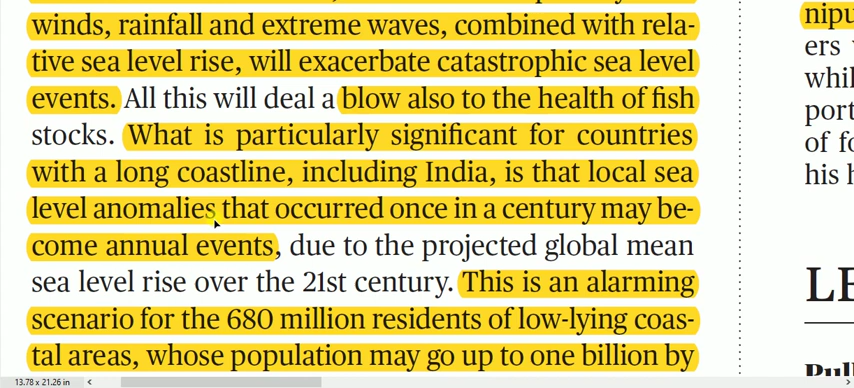 winds, rainfall and extreme waves, combined with rela-
tive sea level rise, will exacerbate catastrophic sea level
events. All this will deal a blow also to the health of fish
stocks. What is particularly significant for countries
with a long coastline, including India, is that local sea
level anomalies that occurred once in a century may be-
come annual events, due to the projected global mean
sea level rise over the 21st century. This is an alarming
scenario for the 680 million residents of low-lying coas-
tal areas, whose population may go up to one billion by
ers
of
his
13.78 x 21.26 in